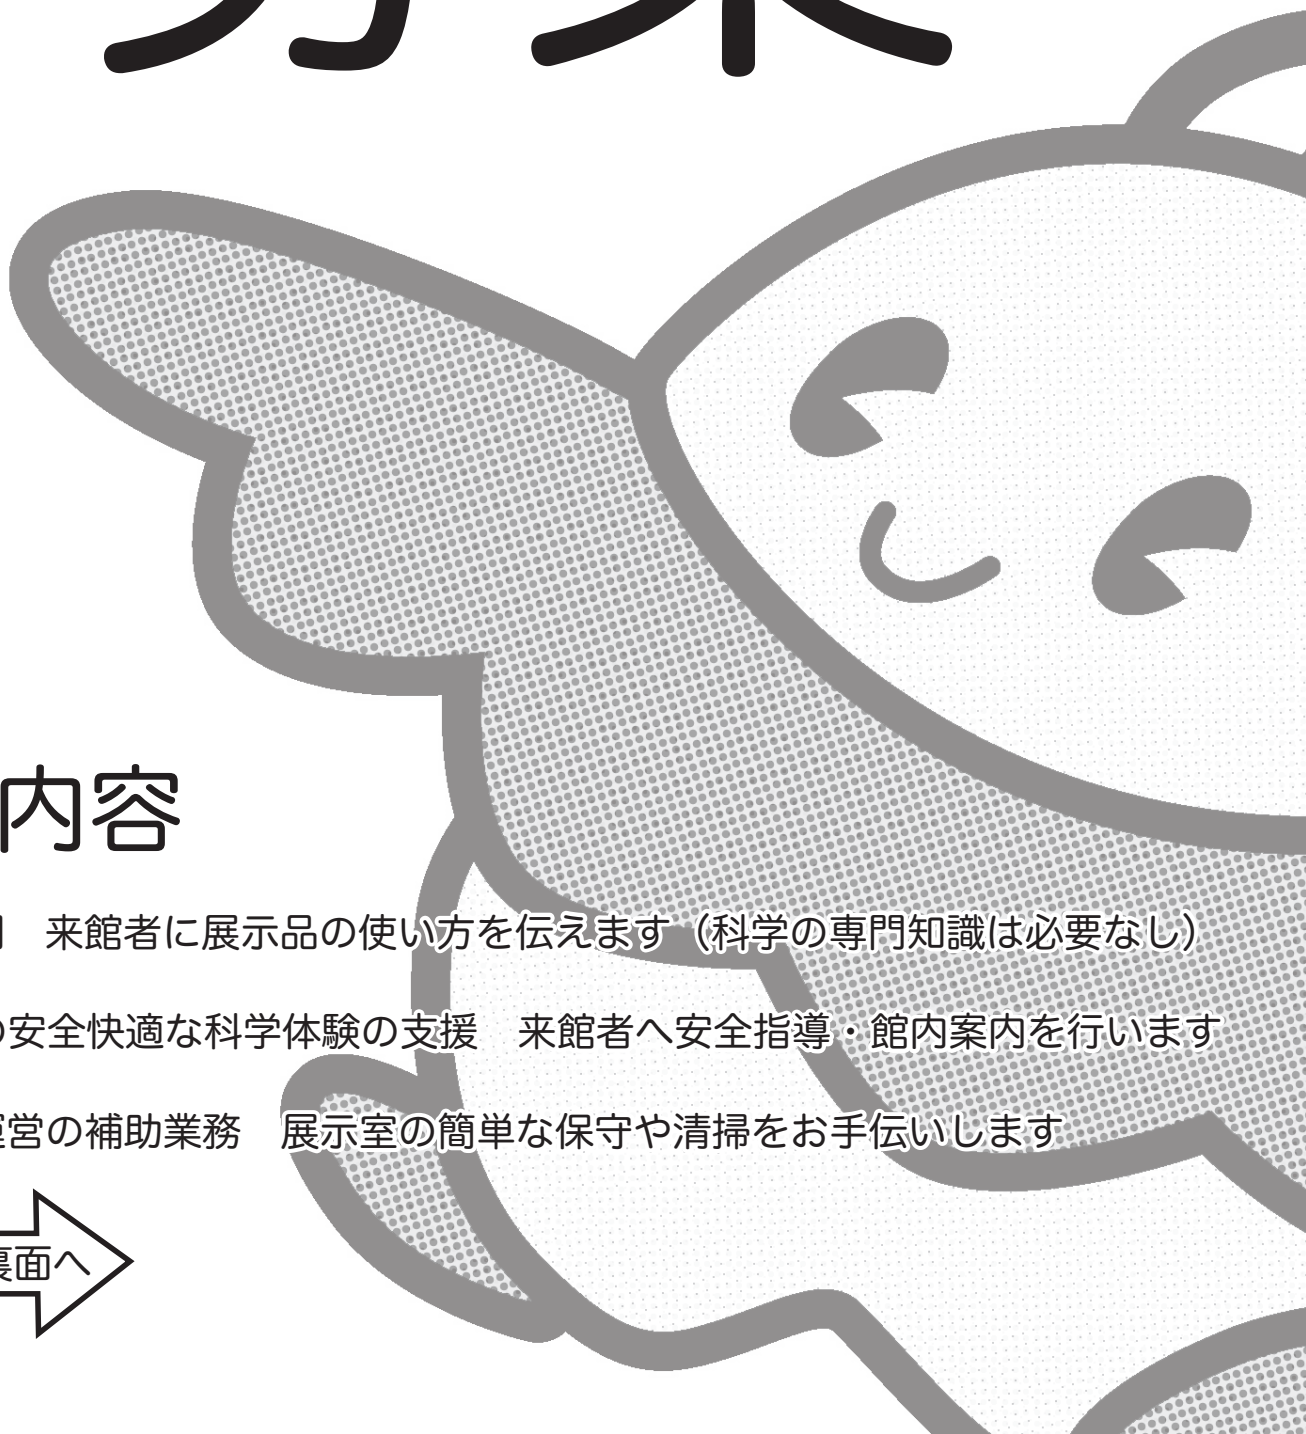 内容
来館者に展示品の使い方を伝えます（科学の専門知識は必要なし）
の安全快適な科学体験の支援　来館者へ安全指導・館内案内を行います
営の補助業務　展示室の簡単な保守や清掃をお手伝いします
裏面へ